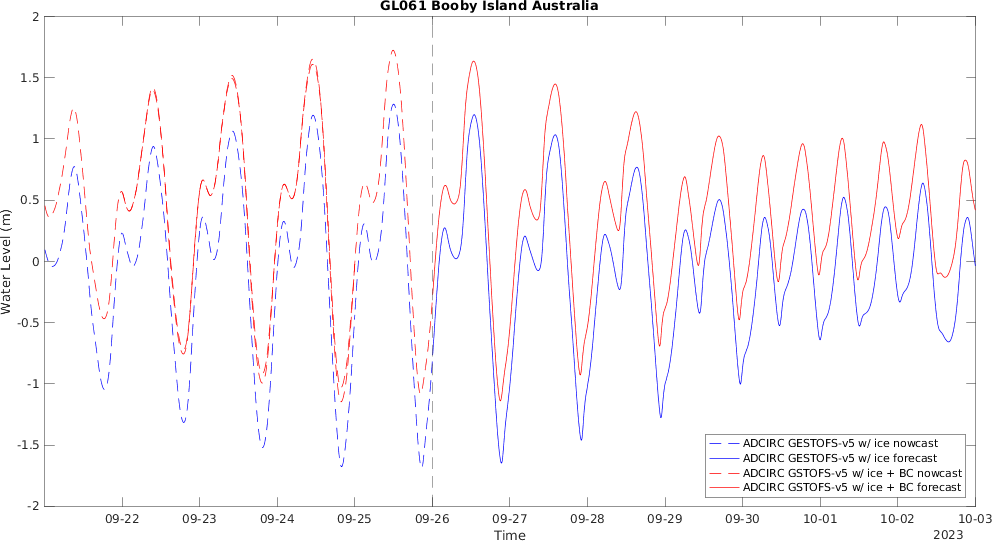 GL061 Booby Island Australia
2
1.5
1
0.5
0
-0.5
-1
-1.5
-2
Water Level (m)
ADCIRC GESTOFS-v5 w/ ice nowcast
ADCIRC GESTOFS-v5 w/ ice forecast
ADCIRC GSTOFS-v5 w/ ice + BC nowcast
ADCIRC GSTOFS-v5 w/ ice + BC forecast
09-22 09-23 09-24 09-25 09-26 09-27 09-28 09-29 09-30 10-01 10-02 10-03
Time
2023